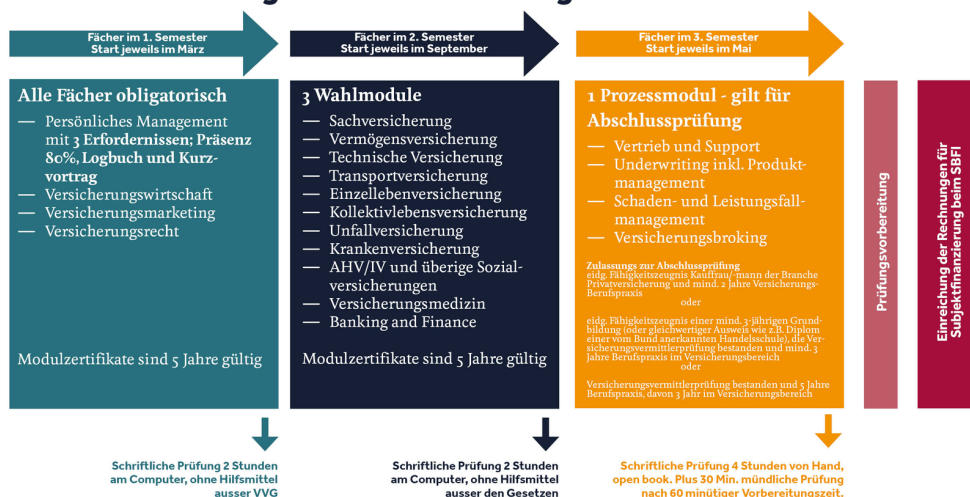 Fächer im 1. Semester
Start jeweils im März
Fächer im 2. Semester
Start jeweils im September
Fächer im 3. Semester
Start jeweils im Mai
Alle Fächer obligatorisch
— Persönliches Management
mit 3 Erfordernissen; Präsenz
80%, Logbuch und Kurz-
vortrag
— Versicherungswirtschaft
— Versicherungsmarketing
— Versicherungsrecht
Modulzertifikate sind 5 Jahre gültig
3 Wahlmodule
— Sachversicherung
— Vermögensversicherung
— Technische Versicherung
— Transportversicherung
— Einzellebenversicherung
— Kollektivlebensversicherung
— Unfallversicherung
— Krankenversicherung
— AHV/IV und übrige Sozial-
versicherungen
— Versicherungsmedizin
— Banking and Finance
Modulzertifikate sind 5 Jahre gültig
1 Prozessmodul - gilt für
Abschlussprüfung
— Vertrieb und Support
— Underwriting inkl. Produkt-
management
— Schaden- und Leistungsfall-
management
— Versicherungsbroking
Zulassungs zur Abschlussprüfung
eidg. Fähigkeitszeugnis Kauffrau/-mann der Branche
Privatversicherung und mind. 2 Jahre Versicherungs-
Berufspraxis
oder
eidg. Fähigkeitszeugnis einer mind. 3-jährigen Grund-
bildung (oder gleichwertiger Ausweis wie z.B. Diplom
einer vom Bund anerkannten Handelsschule), die Ver-
sicherungsvermittlerprüfung bestanden und mind. 3
Jahre Berufspraxis im Versicherungsbereich
oder
Versicherungsvermittlerprüfung bestanden und 5 Jahre
Berufspraxis, davon 3 Jahr im Versicherungsbereich
Prüfungsvorbereitung
Einreichung der Rechnungen für
Subjektfinanzierung beim SBFI
Schriftliche Prüfung 2 Stunden
am Computer, ohne Hilfsmittel
ausser VVG
Schriftliche Prüfung 2 Stunden
am Computer, ohne Hilfsmittel
ausser den Gesetzen
Schriftliche Prüfung 4 Stunden von Hand,
open book. Plus 30 Min. mündliche Prüfung
nach 60 minütiger Vorbereitungszeit.